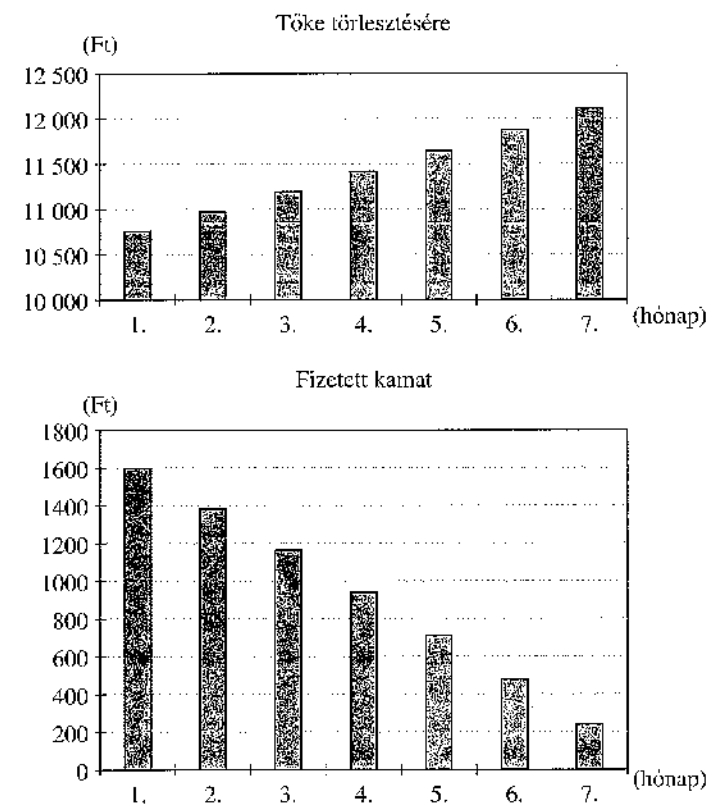 Tőke törlesztésére
(Ft)
12 500
12 000
11 500
11 000
10 500
10 000
1. 2. 3. 4. 5. 6. 7. (hónap)
Fizetett kamat
(Ft)
1800
1600
1400
1200
1000
800
600
400
200
0
1. 2. 3. 4. 5. 6. 7. (hónap)